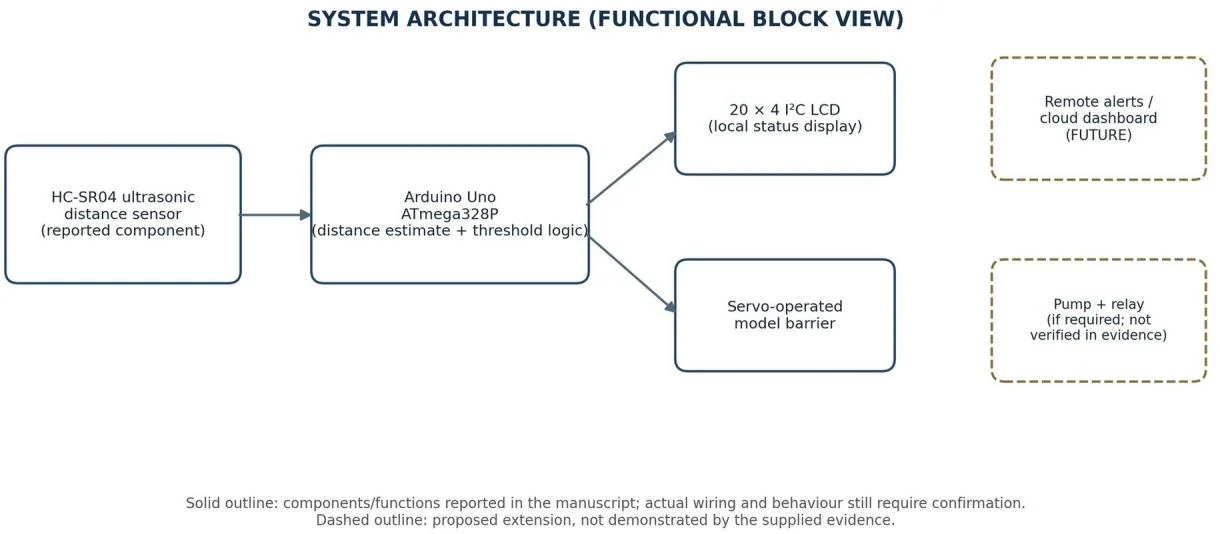 SYSTEM ARCHITECTURE (FUNCTIONAL BLOCK VIEW)
HC-SR04 ultrasonic
distance sensor
(reported component)
Arduino Uno
ATmega328P
(distance estimate + threshold logic)
20 × 4 I²C LCD
(local status display)
Servo-operated
model barrier
Remote alerts /
cloud dashboard
(FUTURE)
Pump + relay
(if required; not
verified in evidence)
Solid outline: components/functions reported in the manuscript; actual wiring and behaviour still require confirmation.
Dashed outline: proposed extension, not demonstrated by the supplied evidence.